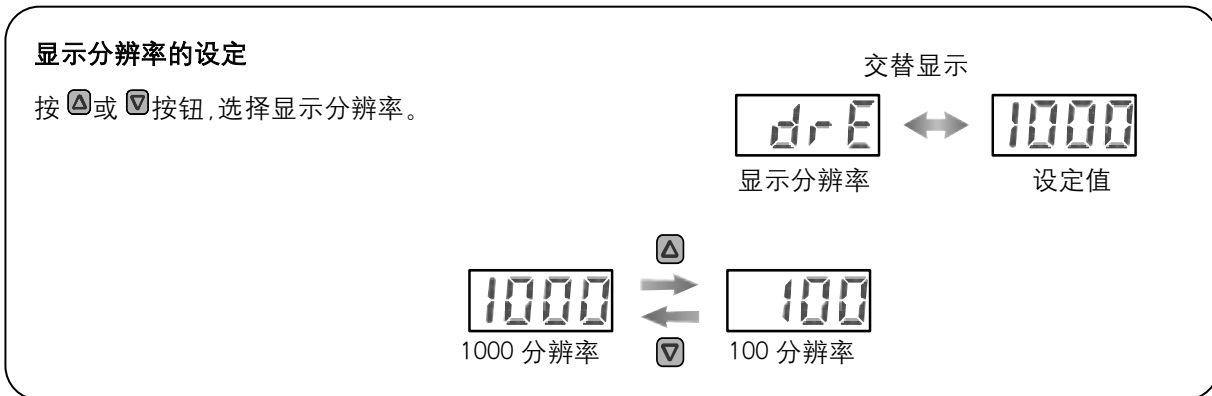 显示分辨率的设定
按 △ 或 ▽ 按钮,选择显示分辨率。
交替显示
drE 1000
显示分辨率 设定值
△
1000 100
▽
1000 分辨率 100 分辨率